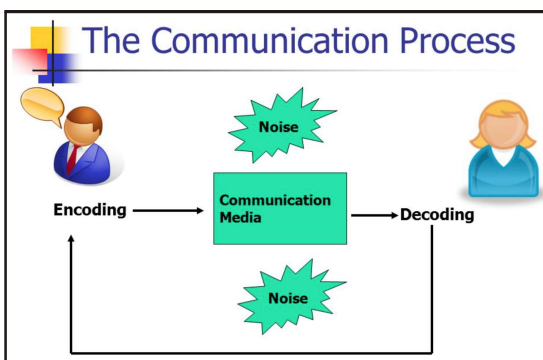 The Communication Process
Noise
Encoding
Communication
Media
Decoding
Noise